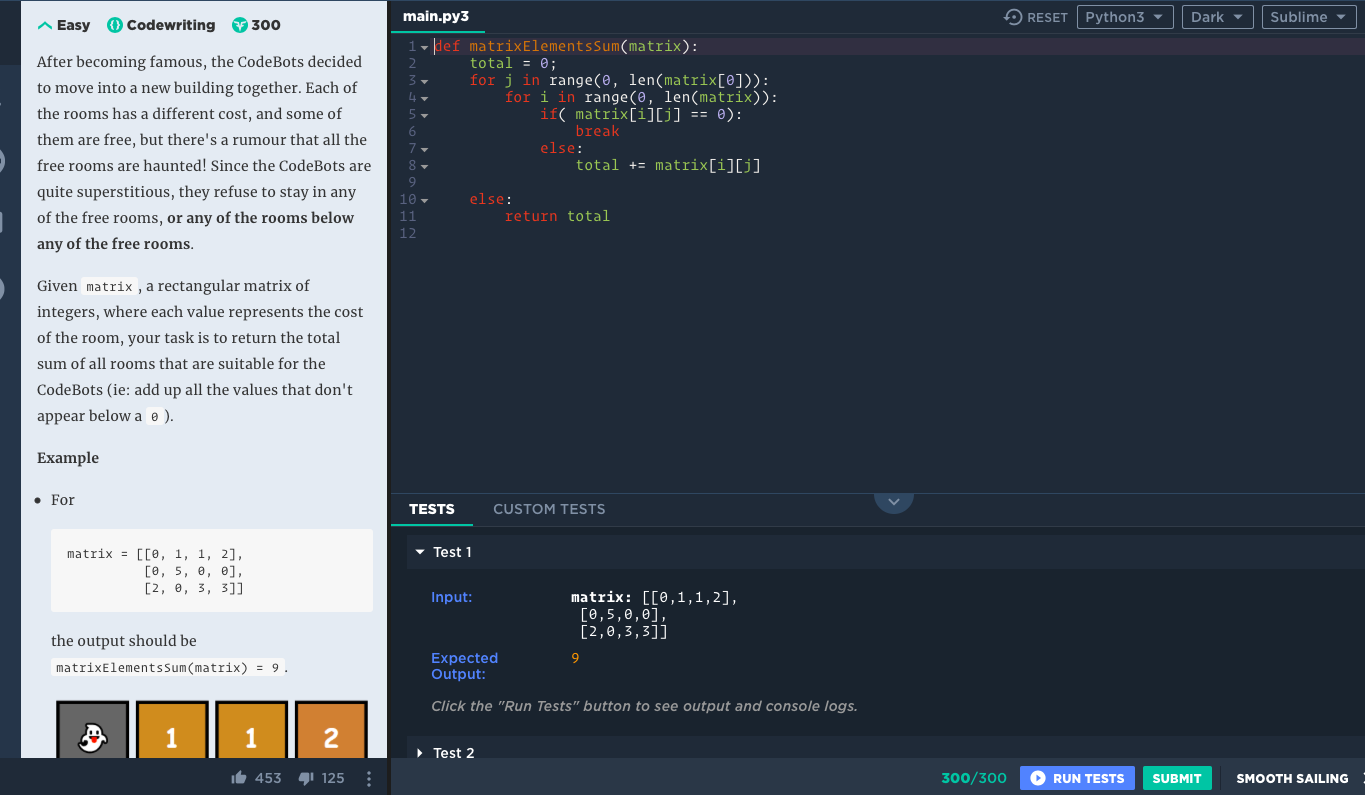 Easy Codewriting 300
After becoming famous, the CodeBots decided
to move into a new building together. Each of
the rooms has a different cost, and some of
them are free, but there's a rumour that all the
free rooms are haunted! Since the CodeBots are
quite superstitious, they refuse to stay in any
of the free rooms, or any of the rooms below
any of the free rooms.
Given matrix, a rectangular matrix of
integers, where each value represents the cost
of the room, your task is to return the total
sum of all rooms that are suitable for the
CodeBots (ie: add up all the values that don't
appear below a 0).
Example
• For
matrix = [[0, 1, 1, 2],
          [0, 5, 0, 0],
          [2, 0, 3, 3]]
the output should be
matrixElementsSum(matrix) = 9.
1 1 2
453 125
main.py3 RESET Python3 Dark Sublime
1 def matrixElementsSum(matrix):
2     total = 0;
3     for j in range(0, len(matrix[0])):
4         for i in range(0, len(matrix)):
5             if( matrix[i][j] == 0):
6                 break
7             else:
8                 total += matrix[i][j]
9
10     else:
11         return total
12
TESTS CUSTOM TESTS
Test 1
Input: matrix: [[0,1,1,2],
 [0,5,0,0],
 [2,0,3,3]]
Expected 9
Output:
Click the "Run Tests" button to see output and console logs.
Test 2
300/300 RUN TESTS SUBMIT SMOOTH SAILING